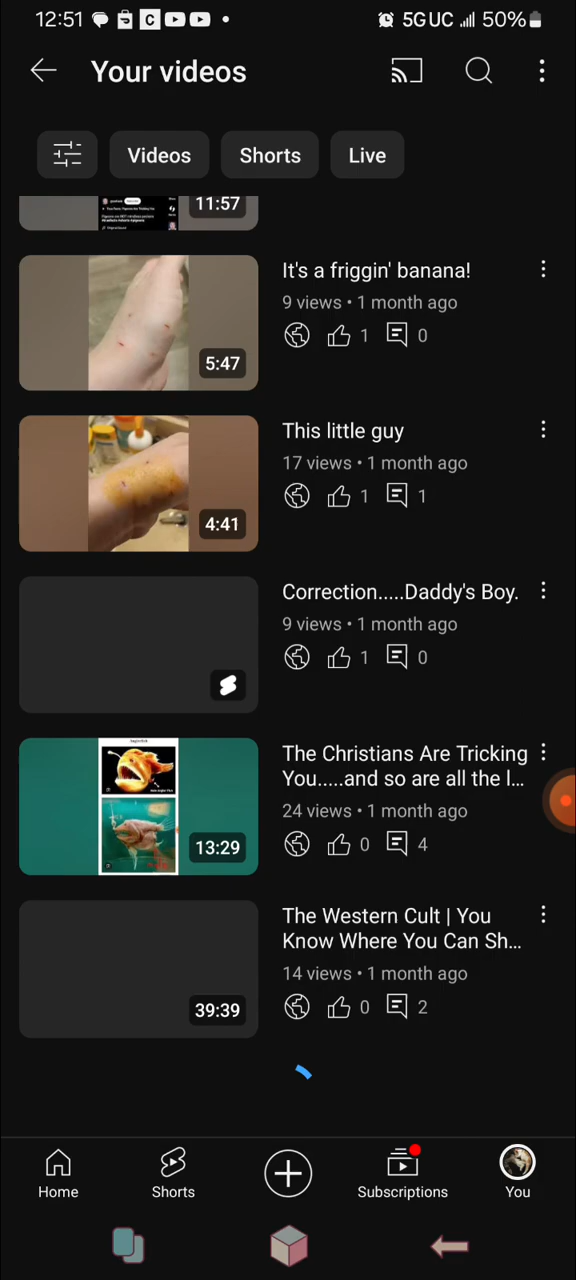 12:51
5G UC 50%
Your videos
Videos
Shorts
Live
11:57
It's a friggin' banana!
9 views • 1 month ago
1
0
5:47
This little guy
17 views • 1 month ago
1
1
4:41
Correction.....Daddy's Boy.
9 views • 1 month ago
1
0
The Christians Are Tricking
You.....and so are all the l...
24 views • 1 month ago
0
4
13:29
The Western Cult | You
Know Where You Can Sh...
14 views • 1 month ago
0
2
39:39
Home
Shorts
Subscriptions
You